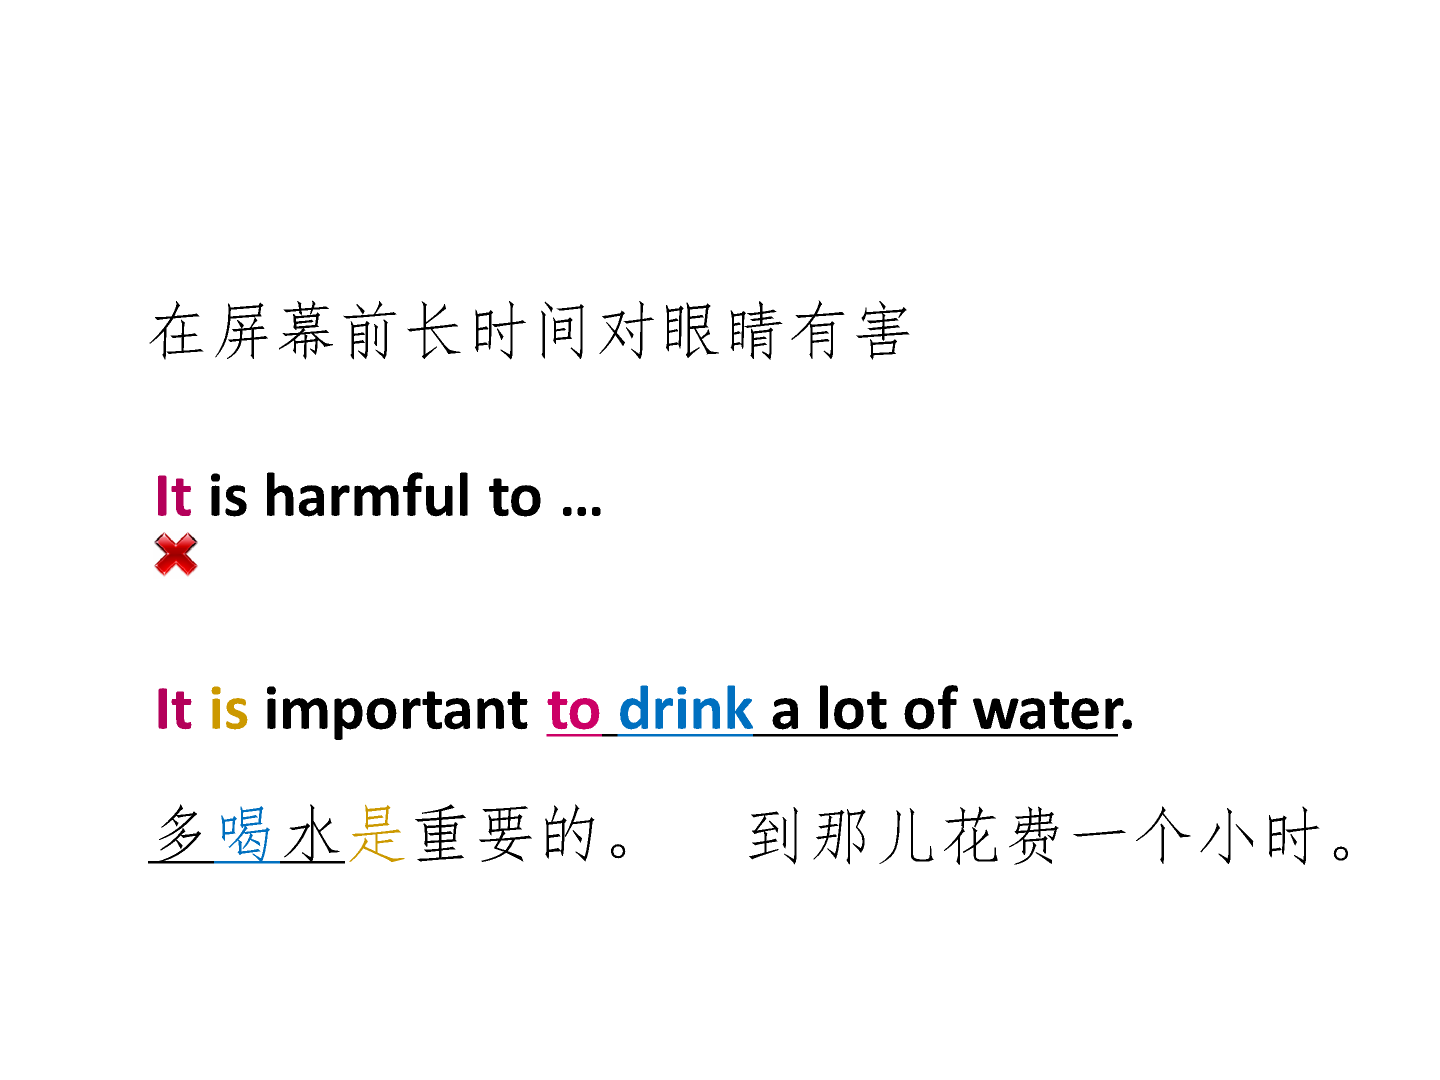 在屏幕前长时间对眼睛有害
It is harmful to …
It is important to drink a lot of water.
多喝水是重要的。 到那儿花费一个小时。